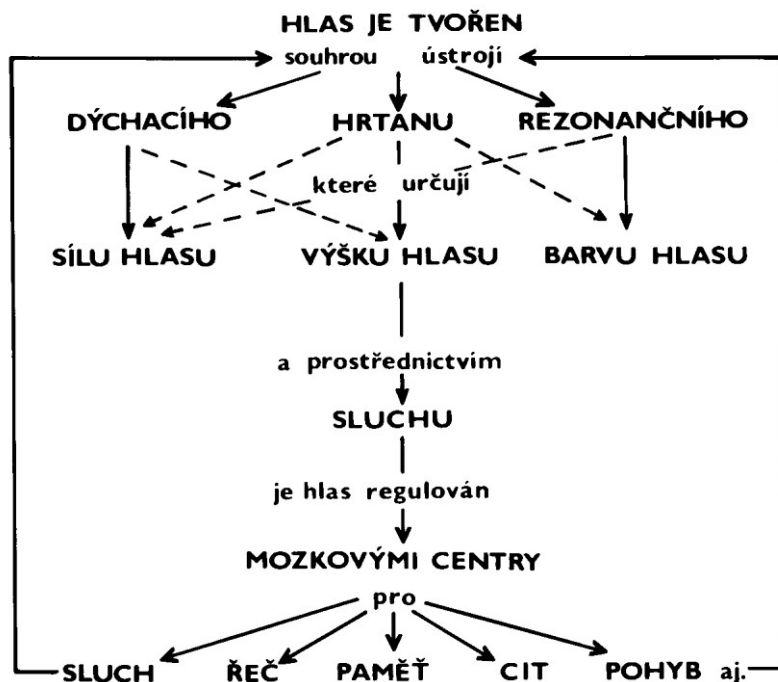 HLAS JE TVOŘEN
souhrou ústrojí
DÝCHACÍHO HRTANU REZONANČNÍHO
které určují
SÍLU HLASU VÝŠKU HLASU BARVU HLASU
a prostřednictvím
SLUCHU
je hlas regulován
MOZKOVÝMI CENTRY
pro
SLUCH ŘEČ PAMĚŤ CIT POHYB aj.